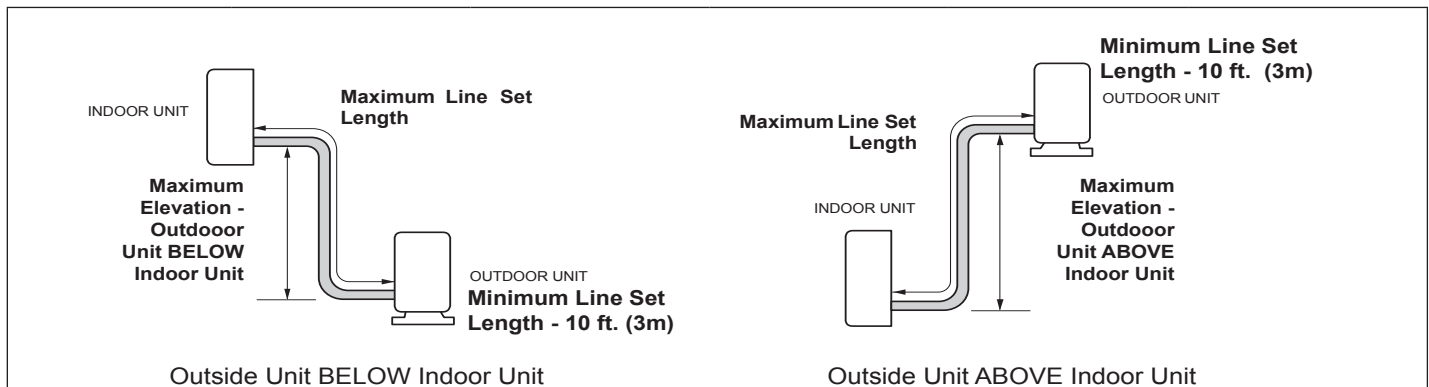 INDOOR UNIT
Maximum Line Set
Length
Maximum
Elevation -
Outdooor
Unit BELOW
Indoor Unit
OUTDOOR UNIT
Minimum Line Set
Length - 10 ft. (3m)
Outside Unit BELOW Indoor Unit
Minimum Line Set
Length - 10 ft. (3m)
OUTDOOR UNIT
Maximum Line Set
Length
INDOOR UNIT
Maximum
Elevation -
Outdooor
Unit ABOVE
Indoor Unit
Outside Unit ABOVE Indoor Unit